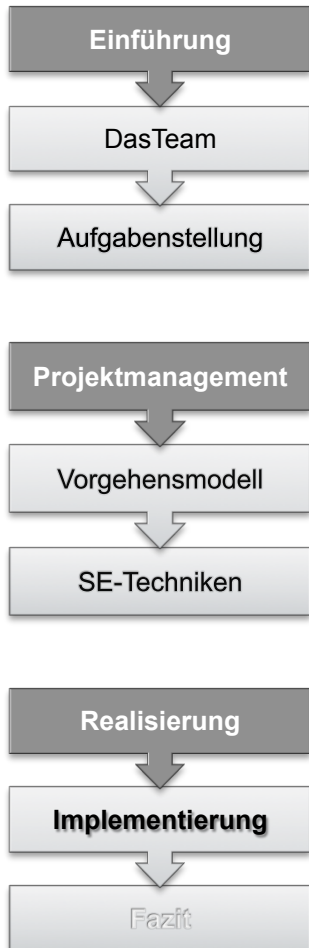 Einführung
DasTeam
Aufgabenstellung
Projektmanagement
Vorgehensmodell
SE-Techniken
Realisierung
Implementierung
Fazit